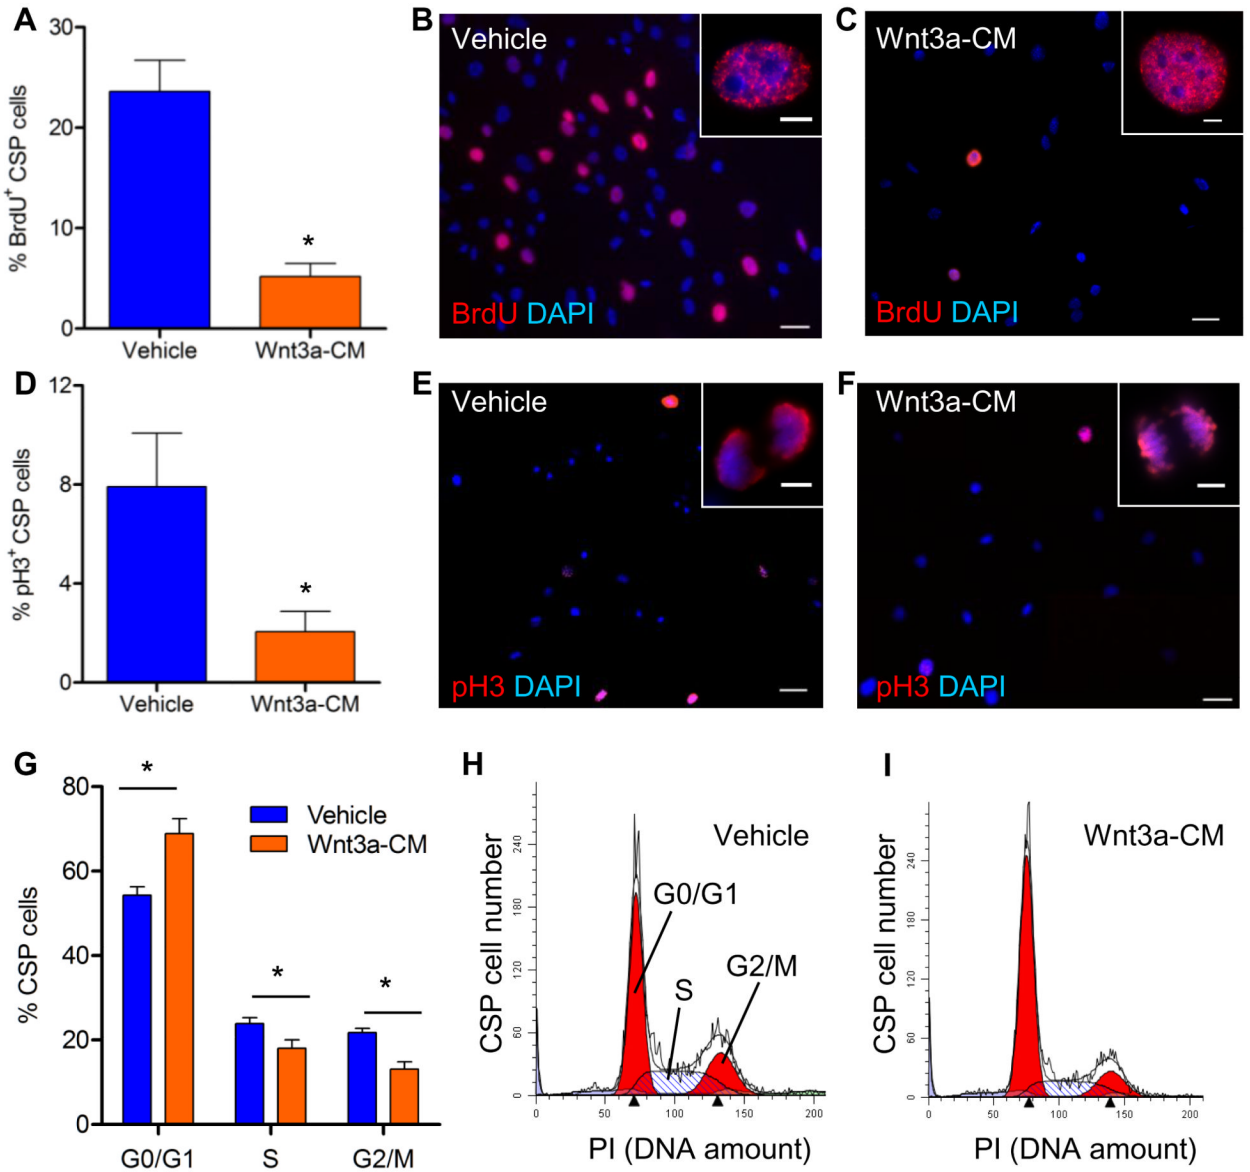 A
30
20
10
0
% BrdU⁺ CSP cells
*
Vehicle
Wnt3a-CM
B
Vehicle
BrdU DAPI
C
Wnt3a-CM
BrdU DAPI
D
12
8
4
0
% pH3⁺ CSP cells
*
Vehicle
Wnt3a-CM
E
Vehicle
pH3 DAPI
F
Wnt3a-CM
pH3 DAPI
G
80
60
40
20
0
% CSP cells
*
*
*
Vehicle
Wnt3a-CM
G0/G1
S
G2/M
H
Vehicle
CSP cell number
240
180
120
60
0
G0/G1
S
G2/M
0
50
100
150
200
PI (DNA amount)
I
Wnt3a-CM
CSP cell number
240
180
120
60
0
0
50
100
150
200
PI (DNA amount)